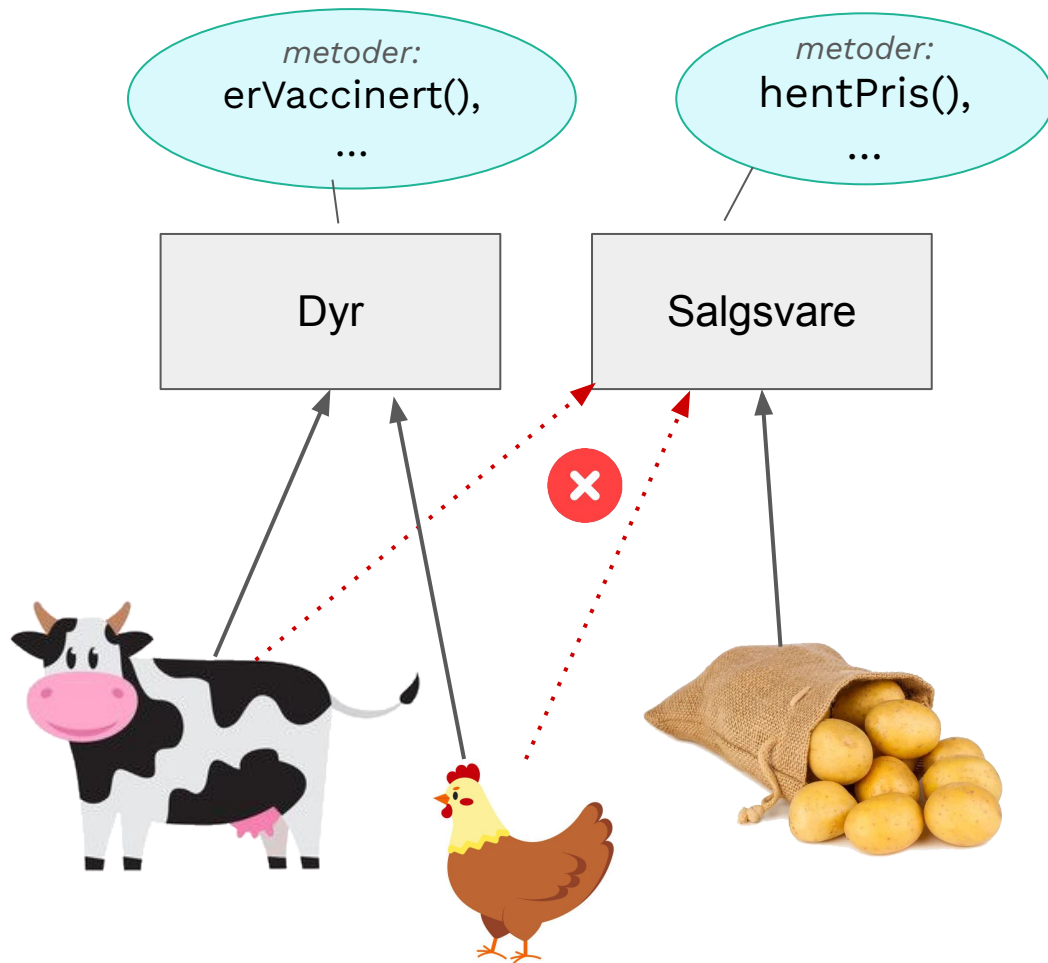 metoder:
erVaccinert(),
...
metoder:
hentPris(),
...
Dyr
Salgsvare